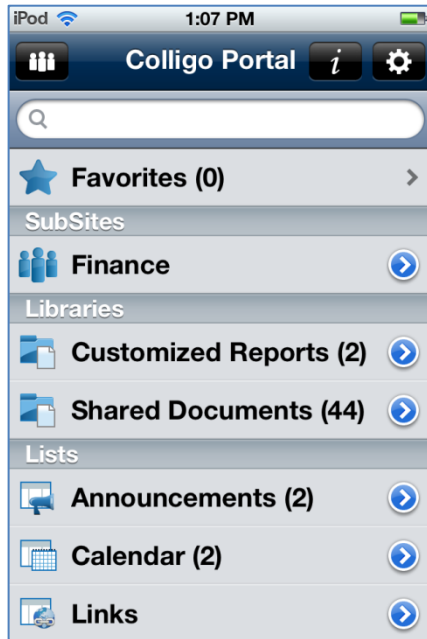 iPod 1:07 PM
Colligo Portal i
Favorites (0)
SubSites
Finance
Libraries
Customized Reports (2)
Shared Documents (44)
Lists
Announcements (2)
Calendar (2)
Links